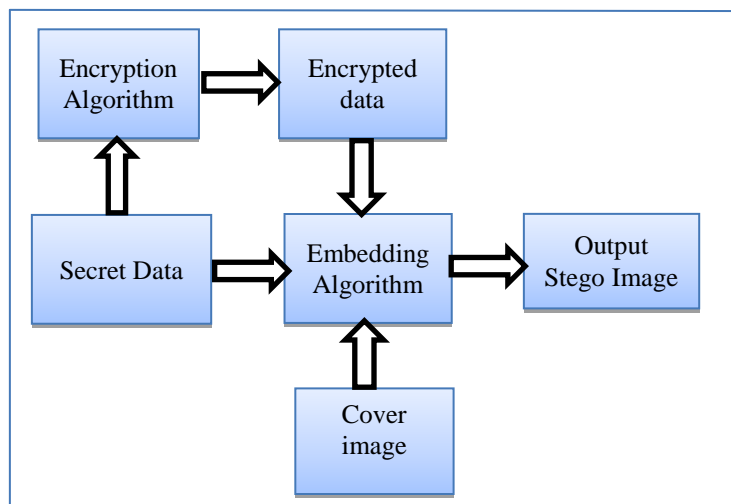 Encryption
Algorithm
Encrypted
data
Secret Data
Embedding
Algorithm
Output
Stego Image
Cover
image